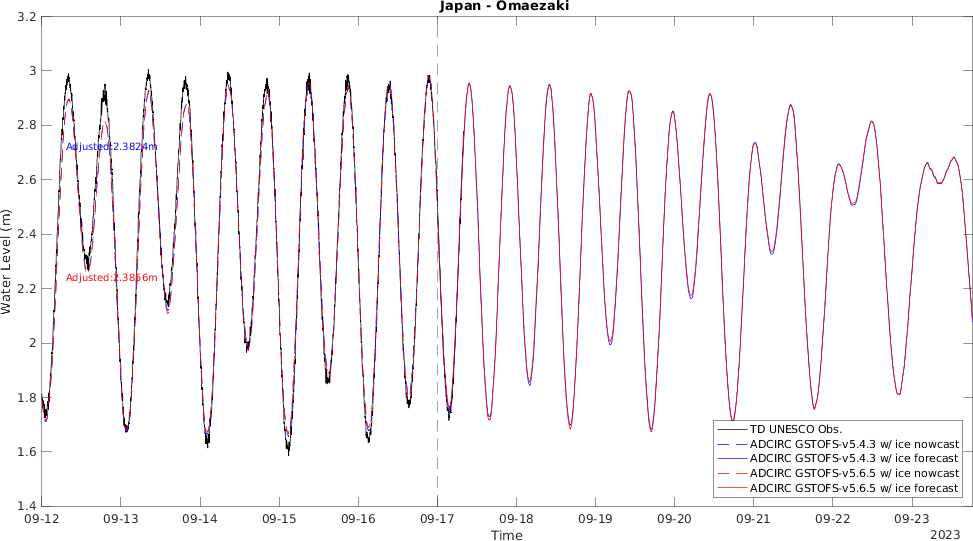 Japan - Omaezaki
3.2
3
2.8
2.6
2.4
2.2
2
1.8
1.6
1.4
Water Level (m)
Adjusted:2.3824m
Adjusted:2.3856m
TD UNESCO Obs.
ADCIRC GSTOFS-v5.4.3 w/ ice nowcast
ADCIRC GSTOFS-v5.4.3 w/ ice forecast
ADCIRC GSTOFS-v5.6.5 w/ ice nowcast
ADCIRC GSTOFS-v5.6.5 w/ ice forecast
09-12 09-13 09-14 09-15 09-16 09-17 09-18 09-19 09-20 09-21 09-22 09-23
Time
2023